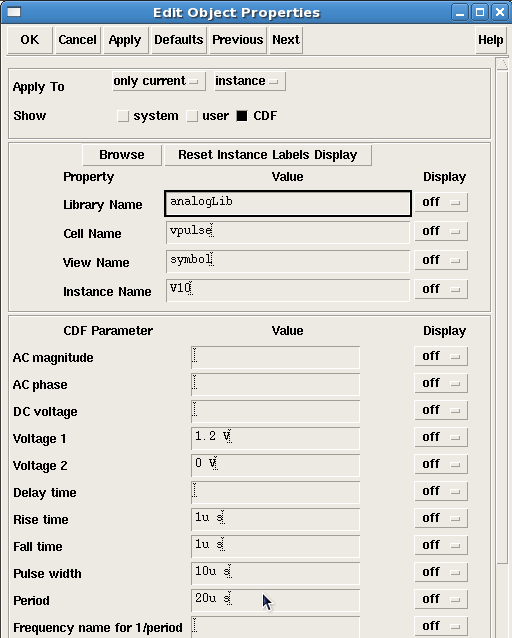 Edit Object Properties
OK Cancel Apply Defaults Previous Next Help
Apply To only current instance
Show system user CDF
Browse Reset Instance Labels Display
Property Value Display
Library Name analogLib off
Cell Name vpulse off
View Name symbol off
Instance Name V10 off
CDF Parameter Value Display
AC magnitude off
AC phase off
DC voltage off
Voltage 1 1.2 V off
Voltage 2 0 V off
Delay time off
Rise time 1u s off
Fall time 1u s off
Pulse width 10u s off
Period 20u s off
Frequency name for 1/period off